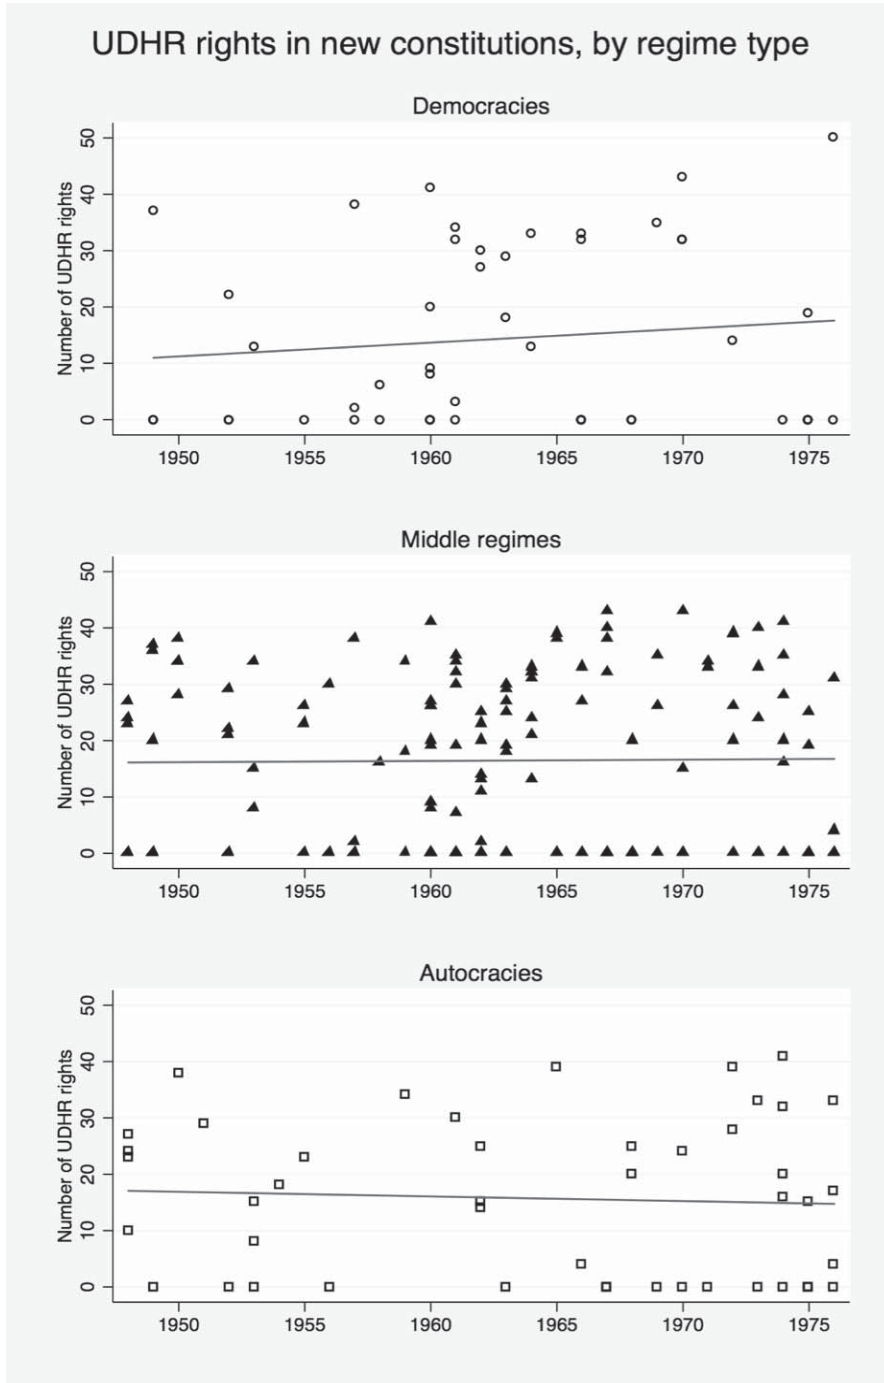 UDHR rights in new constitutions, by regime type
Democracies
Number of UDHR rights
50
40
30
20
10
0
1950 1955 1960 1965 1970 1975
Middle regimes
Number of UDHR rights
50
40
30
20
10
0
1950 1955 1960 1965 1970 1975
Autocracies
Number of UDHR rights
50
40
30
20
10
0
1950 1955 1960 1965 1970 1975